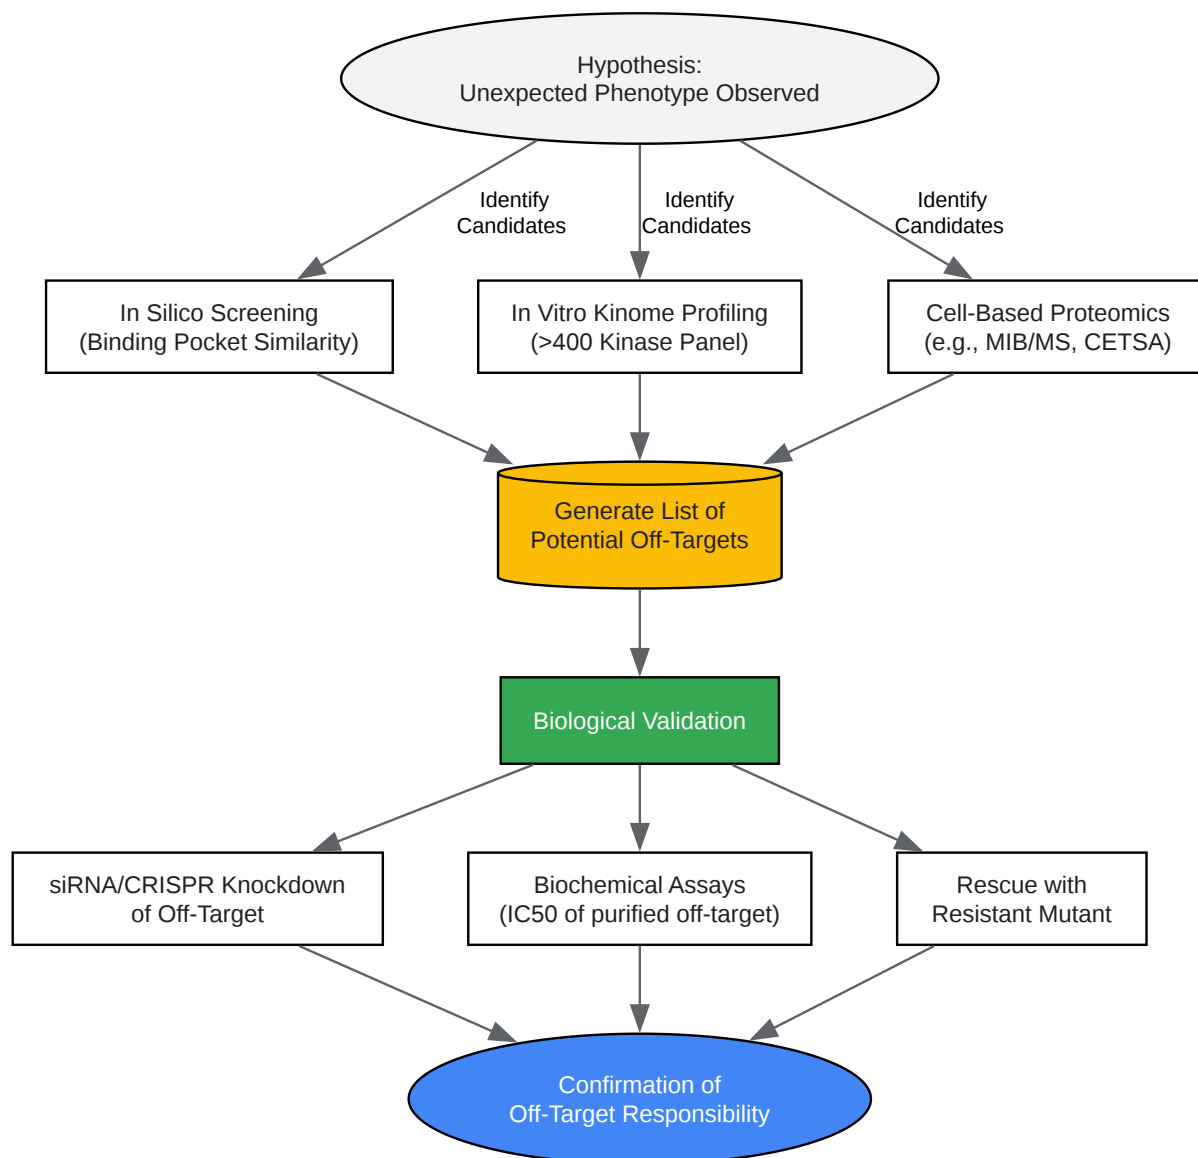 Hypothesis:
Unexpected Phenotype Observed
Identify
Candidates
Identify
Candidates
Identify
Candidates
In Silico Screening
(Binding Pocket Similarity)
In Vitro Kinome Profiling
(>400 Kinase Panel)
Cell-Based Proteomics
(e.g., MIB/MS, CETSA)
Generate List of
Potential Off-Targets
Biological Validation
siRNA/CRISPR Knockdown
of Off-Target
Biochemical Assays
(IC50 of purified off-target)
Rescue with
Resistant Mutant
Confirmation of
Off-Target Responsibility